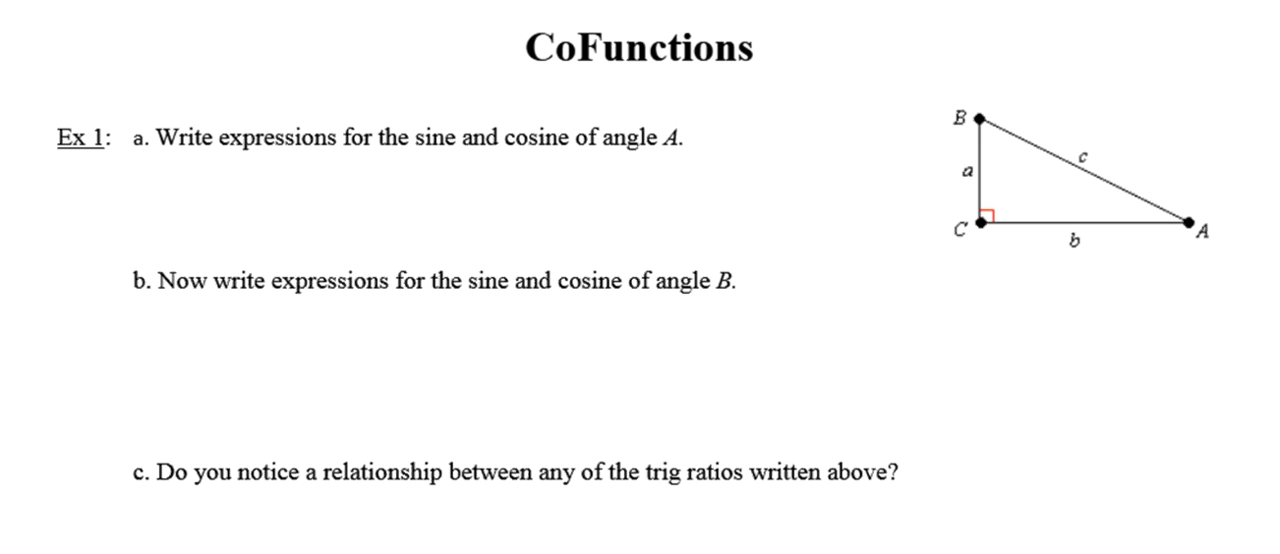 CoFunctions
Ex 1: a. Write expressions for the sine and cosine of angle A.
B
c
a
C
A
b
b. Now write expressions for the sine and cosine of angle B.
c. Do you notice a relationship between any of the trig ratios written above?